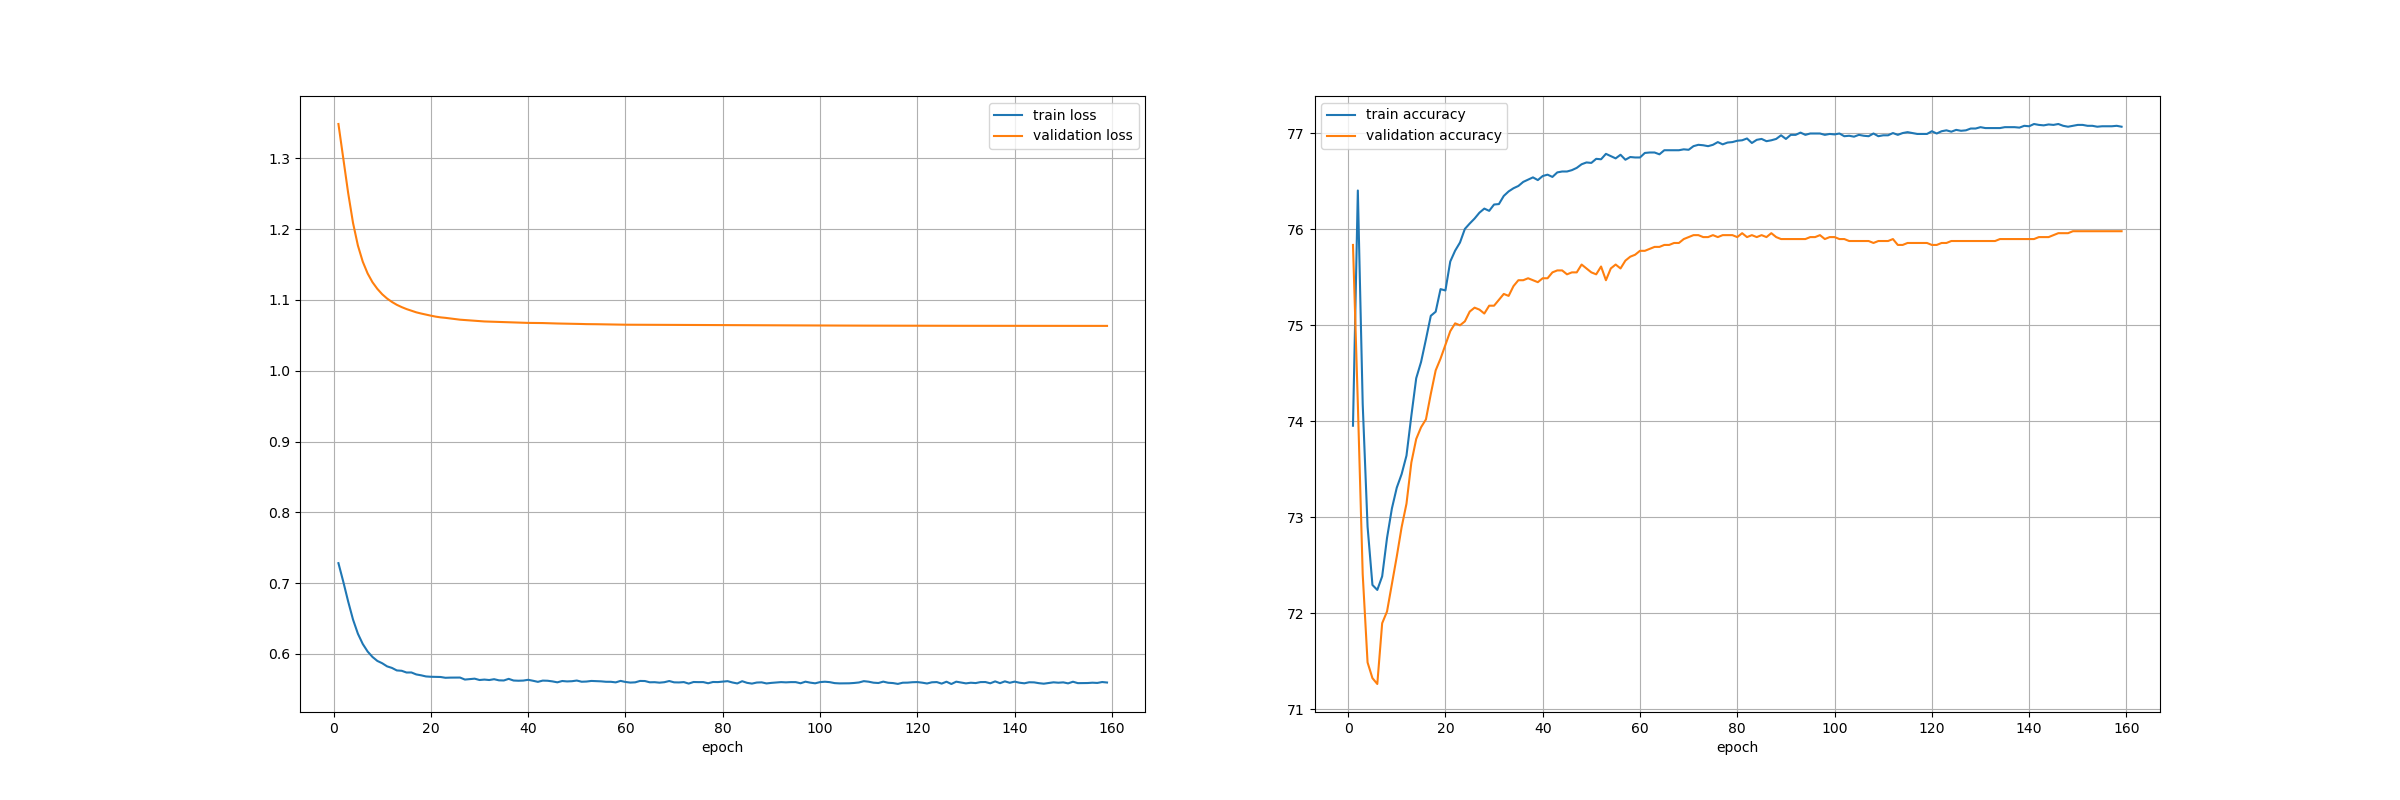 train loss
validation loss
1.3
1.2
1.1
1.0
0.9
0.8
0.7
0.6
0 20 40 60 80 100 120 140 160
epoch
train accuracy
validation accuracy
77
76
75
74
73
72
71
0 20 40 60 80 100 120 140 160
epoch